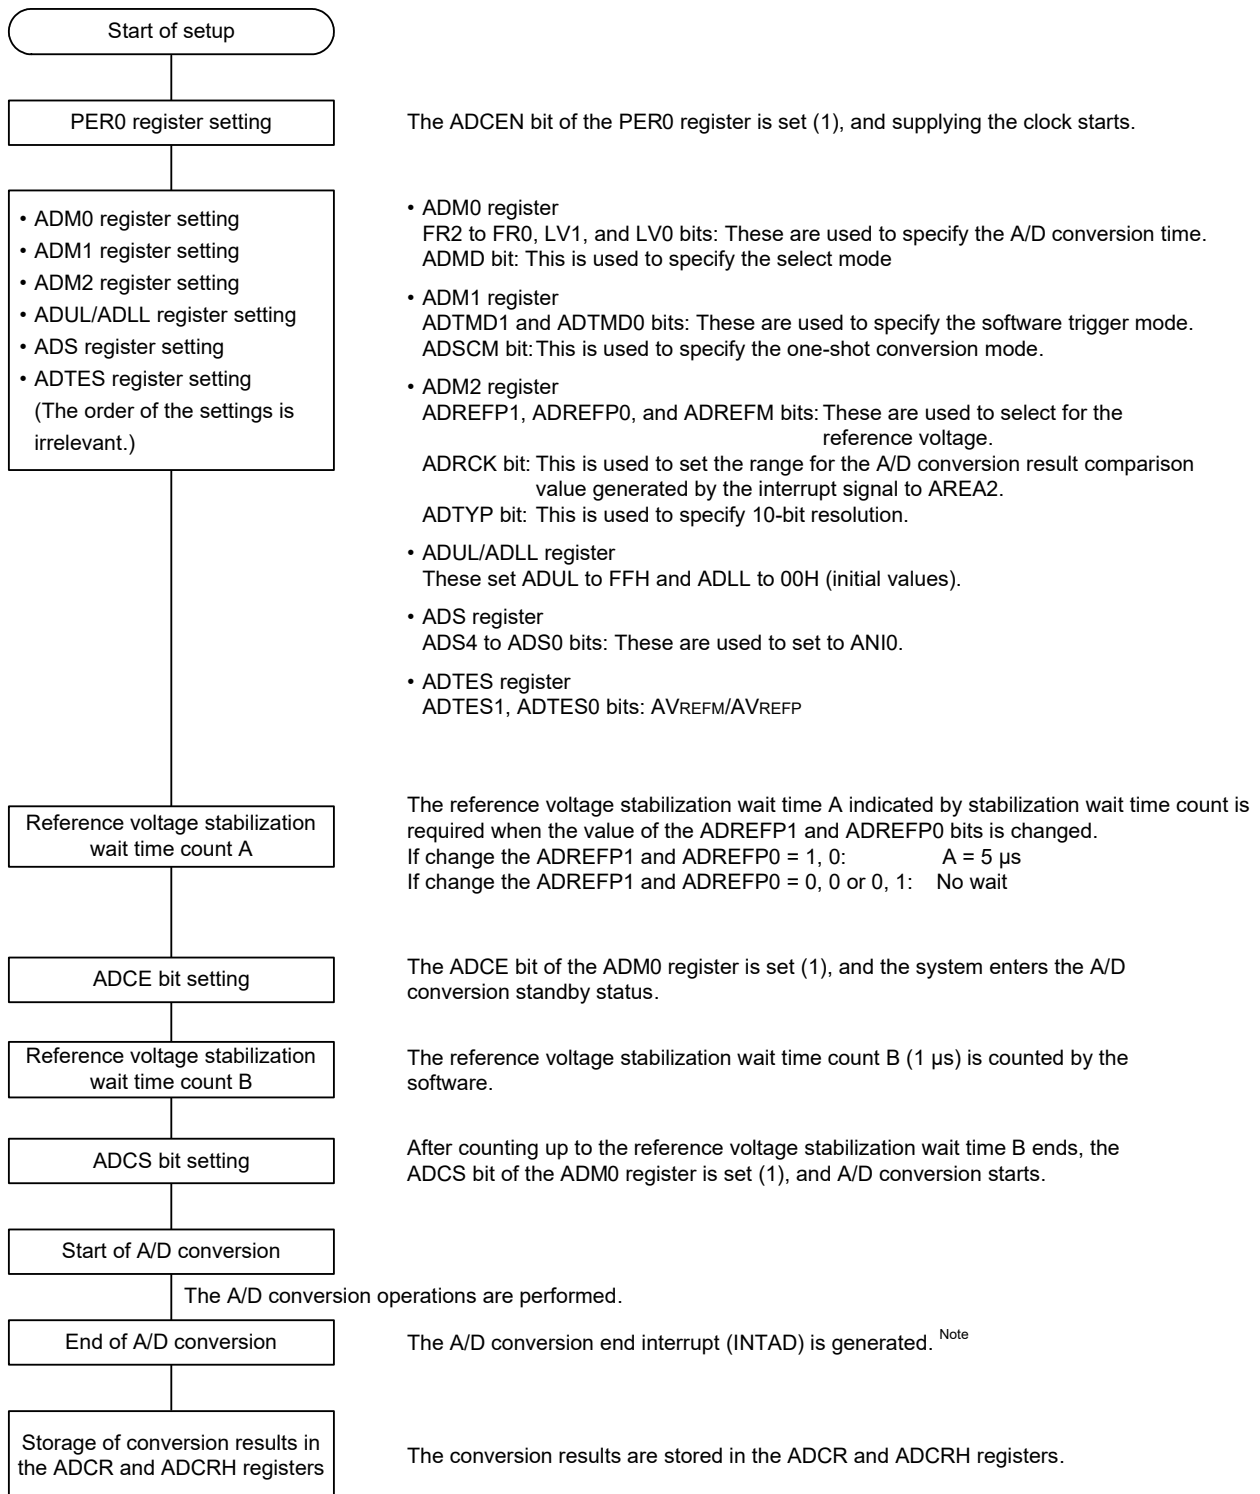 Start of setup
PER0 register setting
The ADCEN bit of the PER0 register is set (1), and supplying the clock starts.
• ADM0 register setting
• ADM1 register setting
• ADM2 register setting
• ADUL/ADLL register setting
• ADS register setting
• ADTES register setting
(The order of the settings is
irrelevant.)
• ADM0 register
FR2 to FR0, LV1, and LV0 bits: These are used to specify the A/D conversion time.
ADMD bit: This is used to specify the select mode
• ADM1 register
ADTMD1 and ADTMD0 bits: These are used to specify the software trigger mode.
ADSCM bit: This is used to specify the one-shot conversion mode.
• ADM2 register
ADREFP1, ADREFP0, and ADREFM bits: These are used to select for the
reference voltage.
ADRCK bit: This is used to set the range for the A/D conversion result comparison
value generated by the interrupt signal to AREA2.
ADTYP bit: This is used to specify 10-bit resolution.
• ADUL/ADLL register
These set ADUL to FFH and ADLL to 00H (initial values).
• ADS register
ADS4 to ADS0 bits: These are used to set to ANI0.
• ADTES register
ADTES1, ADTES0 bits: AVREFM/AVREFP
Reference voltage stabilization
wait time count A
The reference voltage stabilization wait time A indicated by stabilization wait time count is
required when the value of the ADREFP1 and ADREFP0 bits is changed.
If change the ADREFP1 and ADREFP0 = 1, 0: A = 5 µs
If change the ADREFP1 and ADREFP0 = 0, 0 or 0, 1: No wait
ADCE bit setting
The ADCE bit of the ADM0 register is set (1), and the system enters the A/D
conversion standby status.
Reference voltage stabilization
wait time count B
The reference voltage stabilization wait time count B (1 µs) is counted by the
software.
ADCS bit setting
After counting up to the reference voltage stabilization wait time B ends, the
ADCS bit of the ADM0 register is set (1), and A/D conversion starts.
Start of A/D conversion
The A/D conversion operations are performed.
End of A/D conversion
The A/D conversion end interrupt (INTAD) is generated. Note
Storage of conversion results in
the ADCR and ADCRH registers
The conversion results are stored in the ADCR and ADCRH registers.